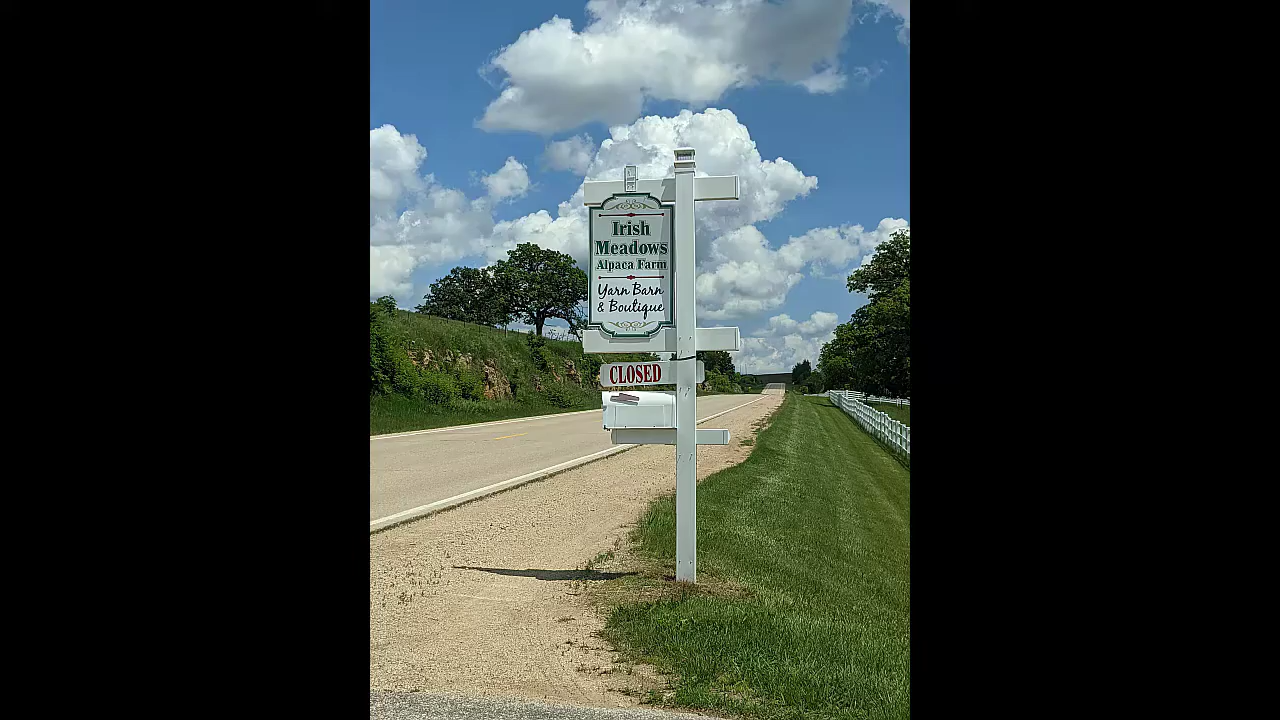 Irish
Meadows
Alpaca Farm
Yarn Barn
& Boutique
CLOSED